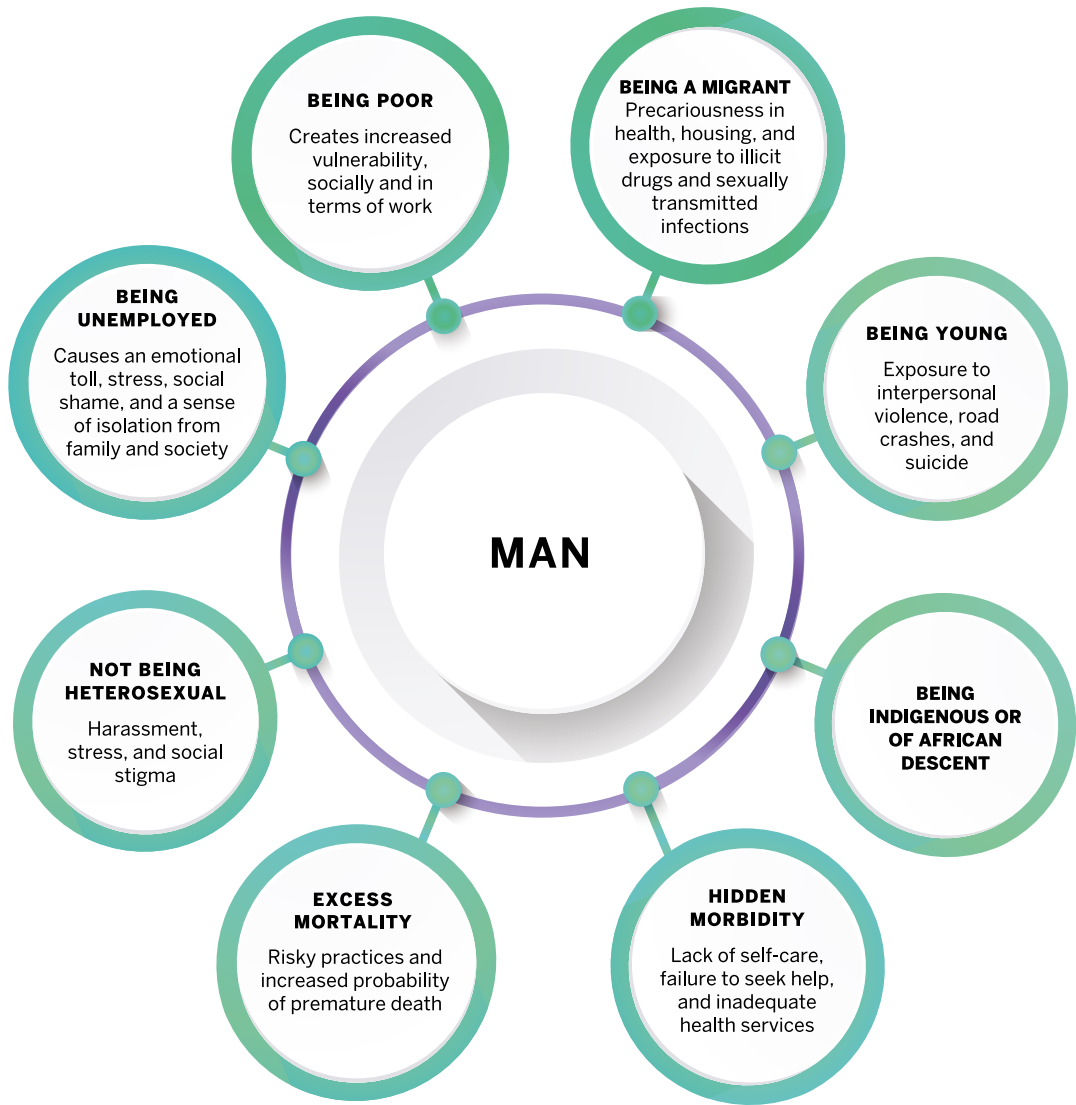 BEING POOR
Creates increased
vulnerability,
socially and in
terms of work
BEING A MIGRANT
Precariousness in
health, housing, and
exposure to illicit
drugs and sexually
transmitted
infections
BEING
UNEMPLOYED
Causes an emotional
toll, stress, social
shame, and a sense
of isolation from
family and society
BEING YOUNG
Exposure to
interpersonal
violence, road
crashes, and
suicide
MAN
NOT BEING
HETEROSEXUAL
Harassment,
stress, and social
stigma
BEING
INDIGENOUS OR
OF AFRICAN
DESCENT
EXCESS
MORTALITY
Risky practices and
increased probability
of premature death
HIDDEN
MORBIDITY
Lack of self-care,
failure to seek help,
and inadequate
health services